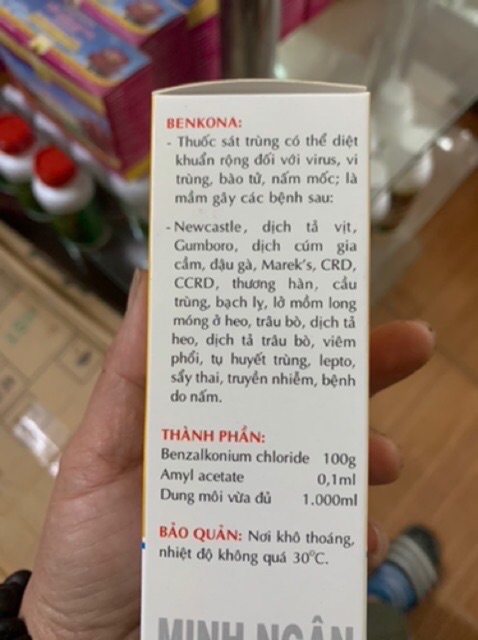 BENKONA:
- Thuốc sát trùng có thể diệt
khuẩn rộng đối với virus, vi
trùng, bào tử, nấm mốc; là
mầm gây các bệnh sau:
- Newcastle, dịch tả vịt,
Gumboro, dịch cúm gia
cầm, đậu gà, Marek's, CRD,
CCRD, thương hàn, cầu
trùng, bạch lỵ, lở mồm long
móng ở heo, trâu bò, dịch tả
heo, dịch tả trâu bò, viêm
phổi, tụ huyết trùng, lepto,
sẩy thai, truyền nhiễm, bệnh
do nấm.
THÀNH PHẦN:
Benzalkonium chloride 100g
Amyl acetate 0,1ml
Dung môi vừa đủ 1.000ml
BẢO QUẢN: Nơi khô thoáng,
nhiệt độ không quá 30°C.
MINH NGÂN